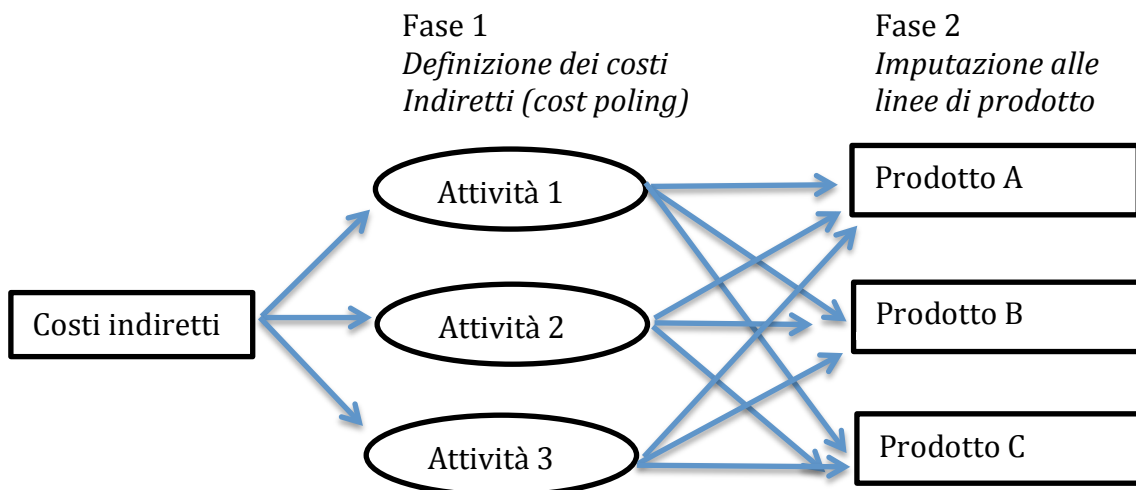 Fase 1
Definizione dei costi
Indiretti (cost poling)
Fase 2
Imputazione alle
linee di prodotto
Costi indiretti
Attività 1
Attività 2
Attività 3
Prodotto A
Prodotto B
Prodotto C